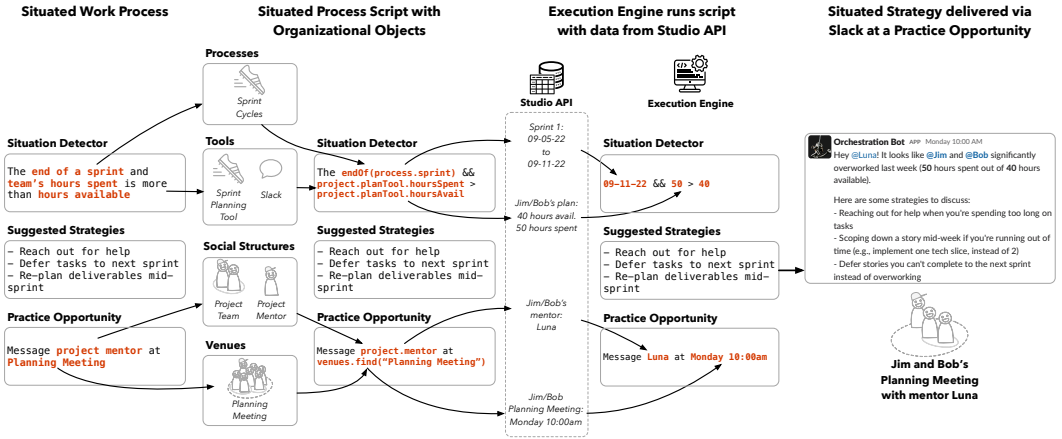 Situated Work Process
Situated Process Script with
Organizational Objects
Execution Engine runs script
with data from Studio API
Situated Strategy delivered via
Slack at a Practice Opportunity
Situation Detector
The end of a sprint and
team's hours spent is more
than hours available
Suggested Strategies
– Reach out for help
– Defer tasks to next sprint
– Re–plan deliverables mid–
sprint
Practice Opportunity
Message project mentor at
Planning Meeting
Processes
Sprint
Cycles
Tools
Sprint
Planning
Tool
Slack
Social Structures
Project
Team
Project
Mentor
Venues
Planning
Meeting
Situation Detector
The endOf(process.sprint) &&
project.planTool.hoursSpent >
project.planTool.hoursAvail
Suggested Strategies
– Reach out for help
– Defer tasks to next sprint
– Re–plan deliverables mid–
sprint
Practice Opportunity
Message project.mentor at
venues.find("Planning Meeting")
Studio API
Sprint 1:
09-05-22
to
09-11-22
Jim/Bob's plan:
40 hours avail.
50 hours spent
Jim/Bob's
mentor:
Luna
Jim/Bob
Planning Meeting:
Monday 10:00am
Execution Engine
Situation Detector
09–11–22 && 50 > 40
Suggested Strategies
– Reach out for help
– Defer tasks to next sprint
– Re–plan deliverables mid–
sprint
Practice Opportunity
Message Luna at Monday 10:00am
Orchestration Bot APP Monday 10:00 AM
Hey @Luna! It looks like @Jim and @Bob significantly
overworked last week (50 hours spent out of 40 hours
available).
Here are some strategies to discuss:
- Reaching out for help when you're spending too long on
tasks
- Scoping down a story mid-week if you're running out of
time (e.g., implement one tech slice, instead of 2)
- Defer stories you can't complete to the next sprint
instead of overworking
Jim and Bob's
Planning Meeting
with mentor Luna